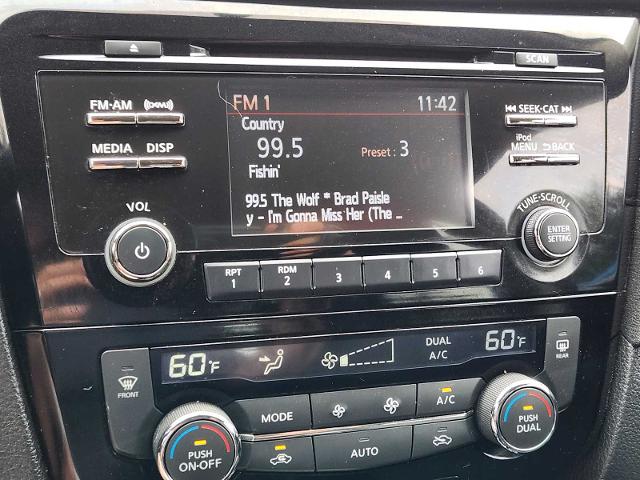 SCAN
FM·AM
XM
FM 1 11:42
SEEK·CAT
Country
iPod
MEDIA DISP
99.5 Preset : 3
MENU BACK
Fishin'
99.5 The Wolf * Brad Paisle
y - I'm Gonna Miss Her (The ...
TUNE·SCROLL
VOL
ENTER
SETTING
RPT
1
RDM
2
3
4
5
6
60°F
DUAL
A/C
60°F
FRONT
REAR
MODE
A/C
PUSH
ON·OFF
AUTO
PUSH
DUAL